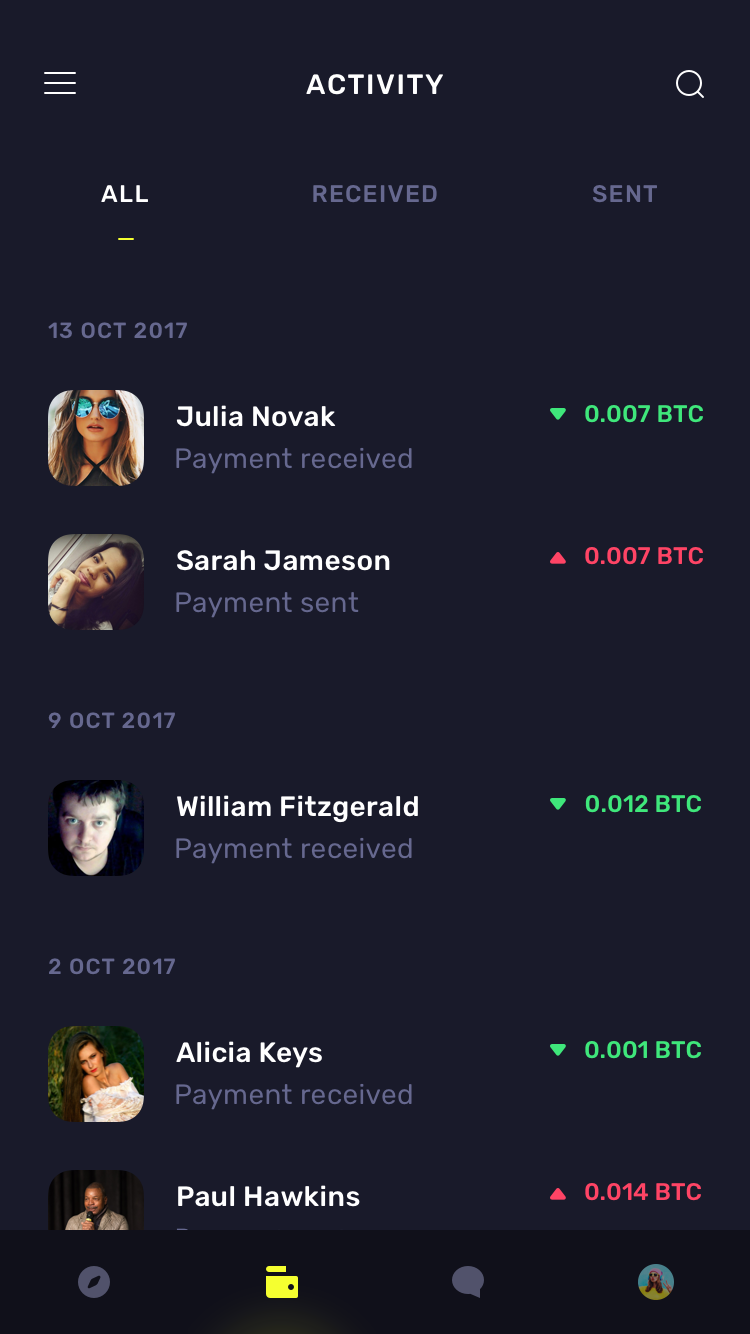 ACTIVITY
ALL RECEIVED SENT
13 OCT 2017
Julia Novak 0.007 BTC
Payment received
Sarah Jameson 0.007 BTC
Payment sent
9 OCT 2017
William Fitzgerald 0.012 BTC
Payment received
2 OCT 2017
Alicia Keys 0.001 BTC
Payment received
Paul Hawkins 0.014 BTC